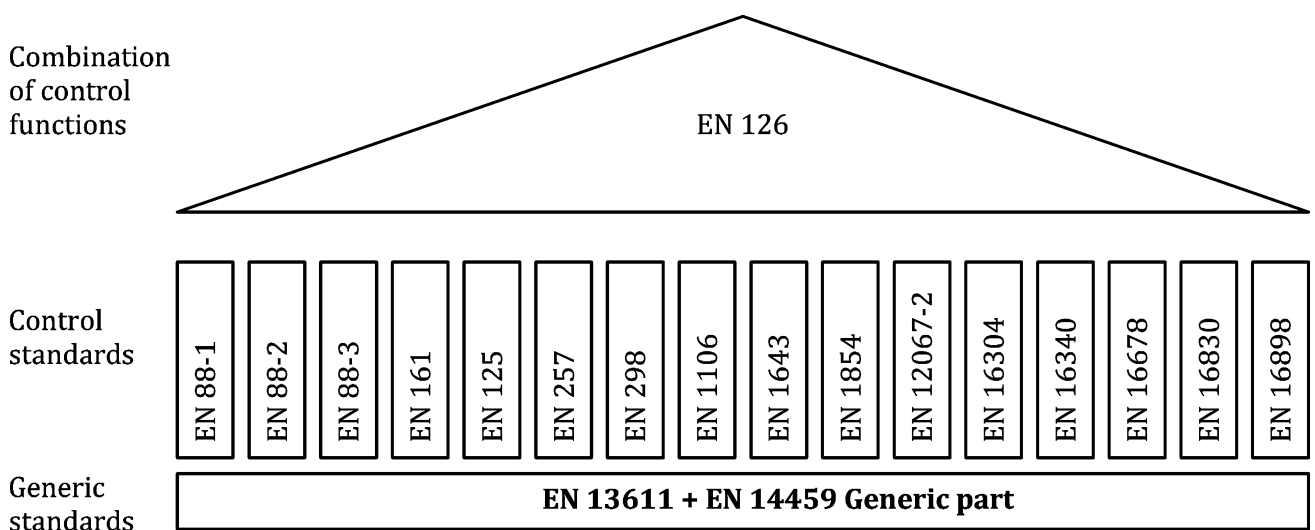 Combination
of control
functions
EN 126
Control
standards
EN 88-1
EN 88-2
EN 88-3
EN 161
EN 125
EN 257
EN 298
EN 1106
EN 1643
EN 1854
EN 12067-2
EN 16304
EN 16340
EN 16678
EN 16830
EN 16898
Generic
standards
EN 13611 + EN 14459 Generic part